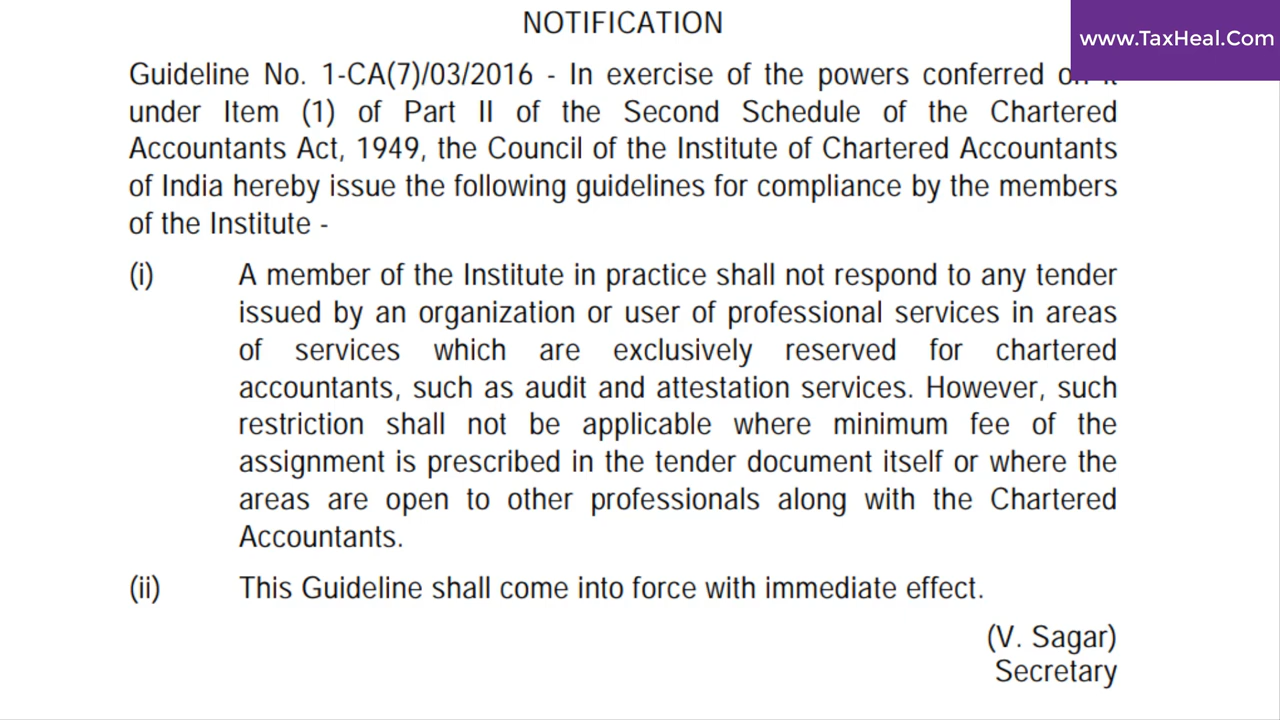 NOTIFICATION
www.TaxHeal.Com
Guideline No. 1-CA(7)/03/2016 - In exercise of the powers conferred
under Item (1) of Part II of the Second Schedule of the Chartered
Accountants Act, 1949, the Council of the Institute of Chartered Accountants
of India hereby issue the following guidelines for compliance by the members
of the Institute -
(i) A member of the Institute in practice shall not respond to any tender
issued by an organization or user of professional services in areas
of services which are exclusively reserved for chartered
accountants, such as audit and attestation services. However, such
restriction shall not be applicable where minimum fee of the
assignment is prescribed in the tender document itself or where the
areas are open to other professionals along with the Chartered
Accountants.
(ii) This Guideline shall come into force with immediate effect.
(V. Sagar)
Secretary